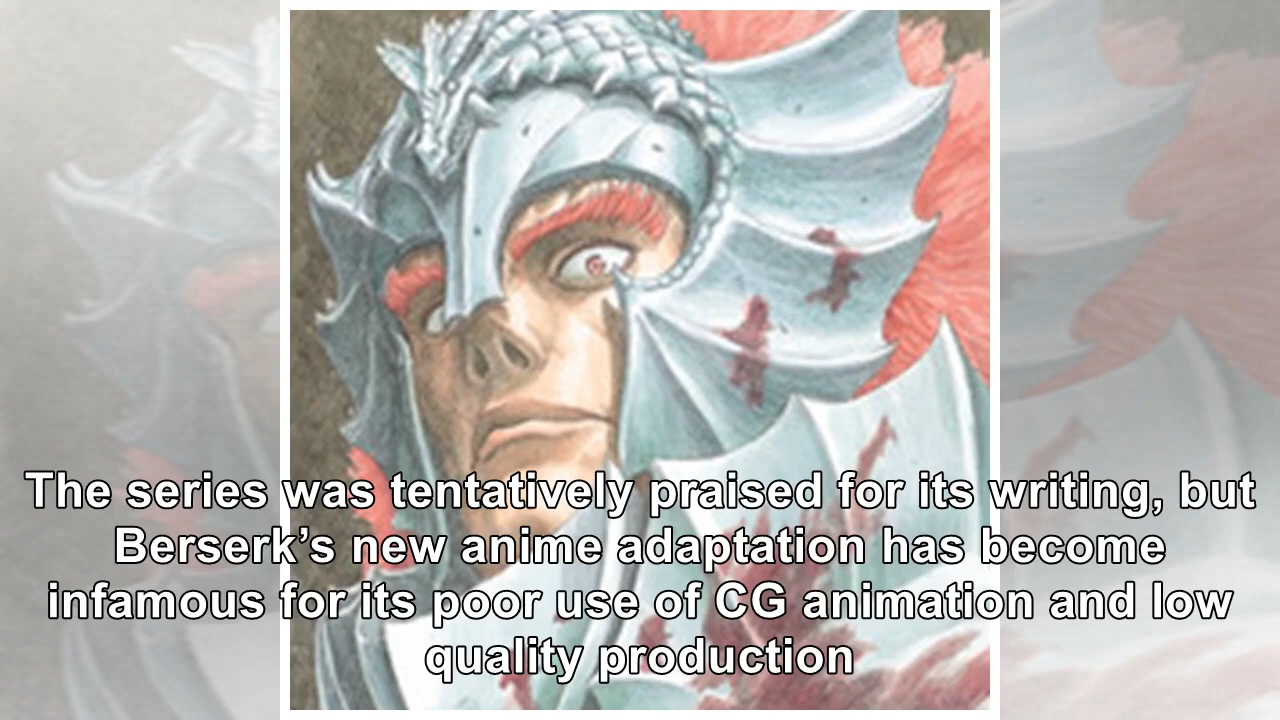 The series was tentatively praised for its writing, but
Berserk’s new anime adaptation has become
infamous for its poor use of CG animation and low
quality production